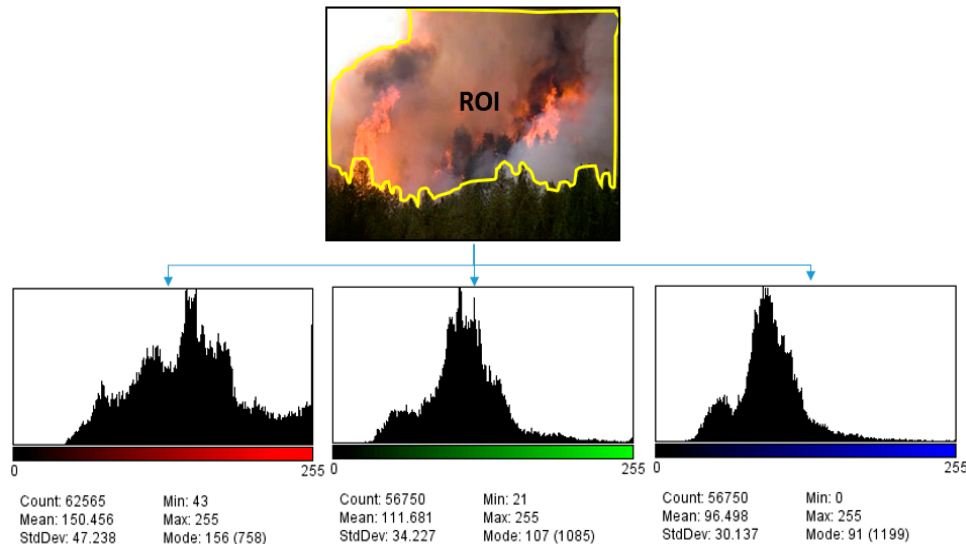 ROI
0 255
Count: 62565 Min: 43
Mean: 150.456 Max: 255
StdDev: 47.238 Mode: 156 (758)
0 255
Count: 56750 Min: 21
Mean: 111.681 Max: 255
StdDev: 34.227 Mode: 107 (1085)
0 255
Count: 56750 Min: 0
Mean: 96.498 Max: 255
StdDev: 30.137 Mode: 91 (1199)